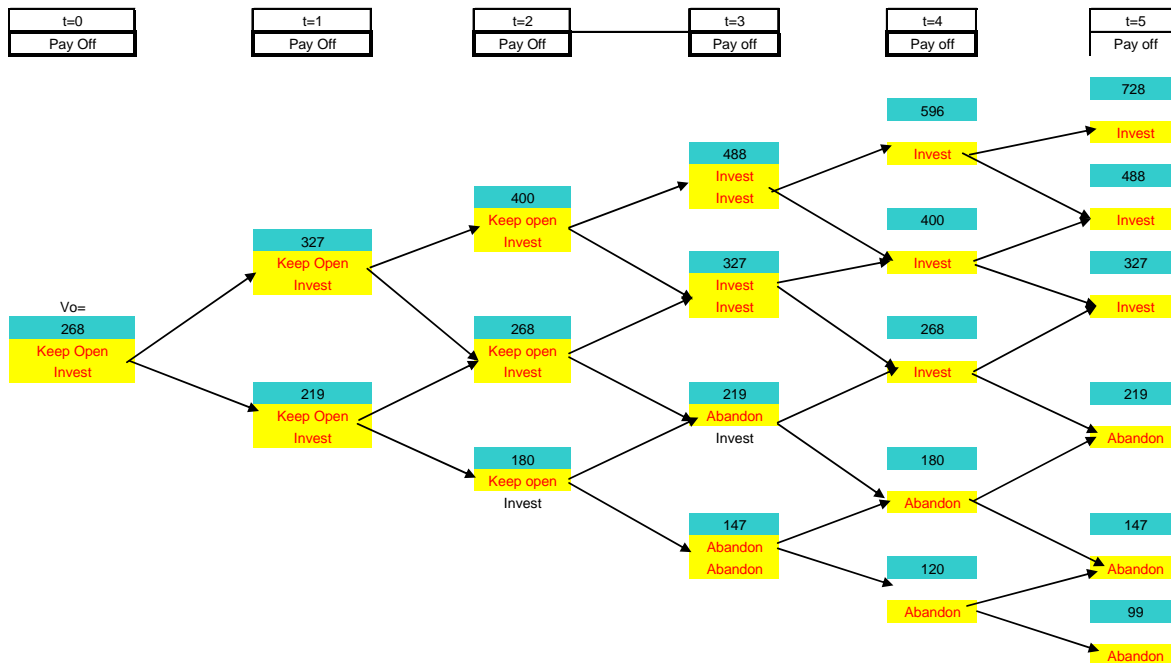 t=0
t=1
t=2
t=3
t=4
t=5
Pay Off
Pay Off
Pay Off
Pay off
Pay off
Pay off
Vo=
268
Keep Open
Invest
327
Keep Open
Invest
219
Keep Open
Invest
400
Keep open
Invest
268
Keep open
Invest
180
Keep open
Invest
488
Invest
Invest
327
Invest
Invest
219
Abandon
Invest
147
Abandon
Abandon
596
Invest
400
Invest
268
Invest
180
Abandon
120
Abandon
728
Invest
488
Invest
327
Invest
219
Abandon
147
Abandon
99
Abandon